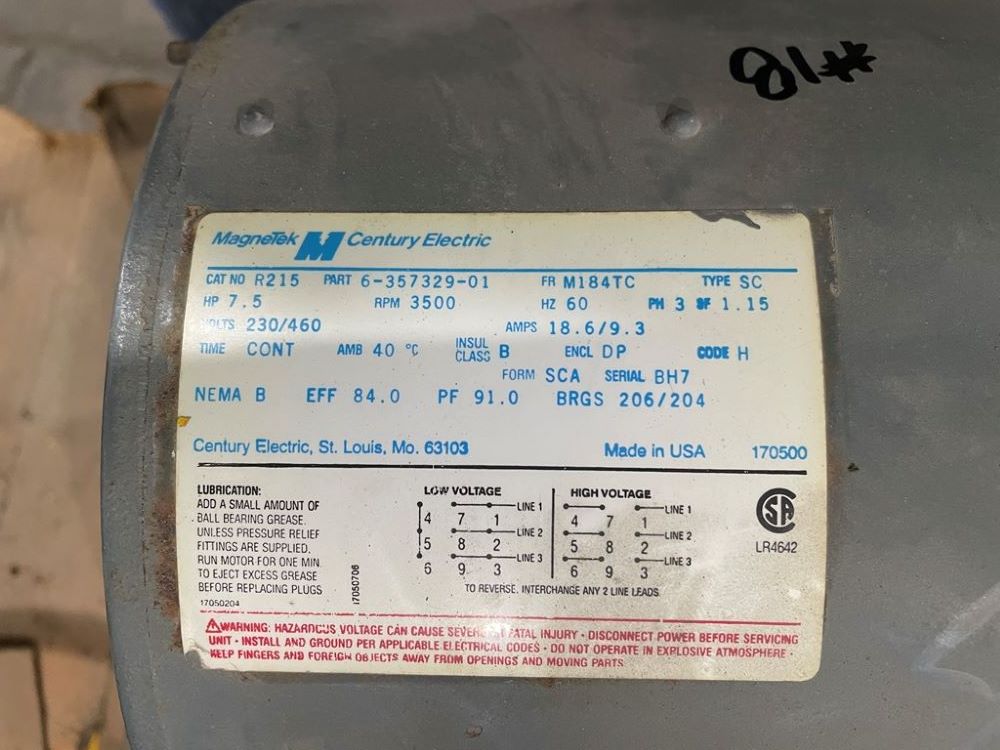 #18
MagneTek M Century Electric
CAT NO R215 PART 6-357329-01 FR M184TC TYPE SC
HP 7.5 RPM 3500 HZ 60 PH 3 SF 1.15
VOLTS 230/460 AMPS 18.6/9.3
TIME CONT AMB 40 °C INSUL CLASS B ENCL DP CODE H
FORM SCA SERIAL BH7
NEMA B EFF 84.0 PF 91.0 BRGS 206/204
Century Electric, St. Louis, Mo. 63103 Made in USA 170500
LUBRICATION:
ADD A SMALL AMOUNT OF
BALL BEARING GREASE.
UNLESS PRESSURE RELIEF
FITTINGS ARE SUPPLIED.
RUN MOTOR FOR ONE MIN.
TO EJECT EXCESS GREASE
BEFORE REPLACING PLUGS
17050204
17050706
LOW VOLTAGE
4 7 1 LINE 1
5 8 2 LINE 2
6 9 3 LINE 3
HIGH VOLTAGE
4 7 1 LINE 1
5 8 2 LINE 2
6 9 3 LINE 3
TO REVERSE, INTERCHANGE ANY 2 LINE LEADS
SA
LR4642
WARNING: HAZARDOUS VOLTAGE CAN CAUSE SEVERE FATAL INJURY · DISCONNECT POWER BEFORE SERVICING
UNIT · INSTALL AND GROUND PER APPLICABLE ELECTRICAL CODES · DO NOT OPERATE IN EXPLOSIVE ATMOSPHERE ·
KEEP FINGERS AND FOREIGN OBJECTS AWAY FROM OPENINGS AND MOVING PARTS